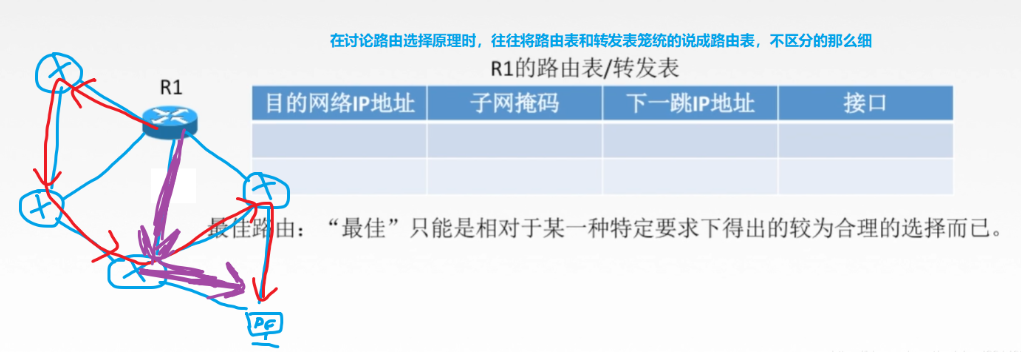 在讨论路由选择原理时，往往将路由表和转发表笼统的说成路由表，不区分的那么细
R1的路由表/转发表
R1
目的网络IP地址 子网掩码 下一跳IP地址 接口
最佳路由：“最佳”只能是相对于某一种特定要求下得出的较为合理的选择而已。